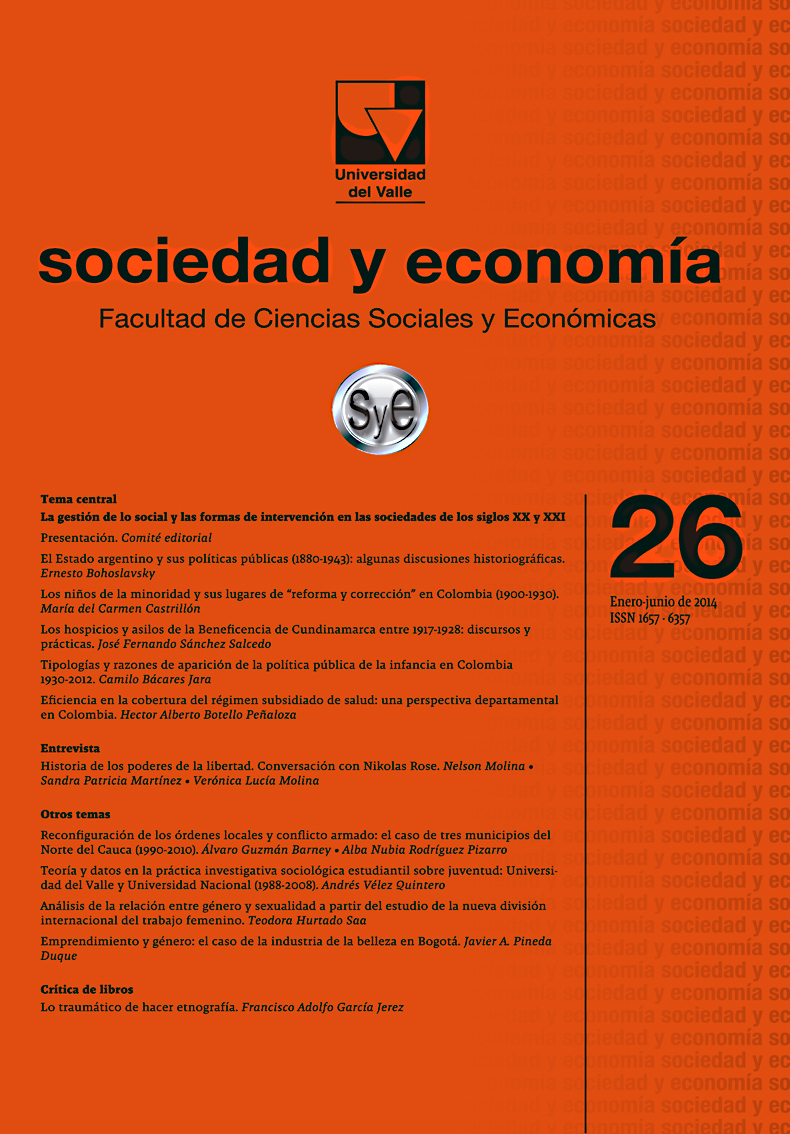 Universidad
del Valle
sociedad y economía
Facultad de Ciencias Sociales y Económicas
SyE
Tema central
La gestión de lo social y las formas de intervención en las sociedades de los siglos XX y XXI
Presentación. Comité editorial
El Estado argentino y sus políticas públicas (1880-1943): algunas discusiones historiográficas.
Ernesto Bohoslavsky
Los niños de la minoridad y sus lugares de “reforma y corrección” en Colombia (1900-1930).
María del Carmen Castrillón
Los hospicios y asilos de la Beneficencia de Cundinamarca entre 1917-1928: discursos y
prácticas. José Fernando Sánchez Salcedo
Tipologías y razones de aparición de la política pública de la infancia en Colombia
1930-2012. Camilo Bácares Jara
Eficiencia en la cobertura del régimen subsidiado de salud: una perspectiva departamental
en Colombia. Hector Alberto Botello Peñaloza
Entrevista
Historia de los poderes de la libertad. Conversación con Nikolas Rose. Nelson Molina •
Sandra Patricia Martínez • Verónica Lucía Molina
Otros temas
Reconfiguración de los órdenes locales y conflicto armado: el caso de tres municipios del
Norte del Cauca (1990-2010). Álvaro Guzmán Barney • Alba Nubia Rodríguez Pizarro
Teoría y datos en la práctica investigativa sociológica estudiantil sobre juventud: Universi-
dad del Valle y Universidad Nacional (1988-2008). Andrés Vélez Quintero
Análisis de la relación entre género y sexualidad a partir del estudio de la nueva división
internacional del trabajo femenino. Teodora Hurtado Saa
Emprendimiento y género: el caso de la industria de la belleza en Bogotá. Javier A. Pineda
Duque
Crítica de libros
Lo traumático de hacer etnografía. Francisco Adolfo García Jerez
26
Enero-junio de 2014
ISSN 1657 - 6357